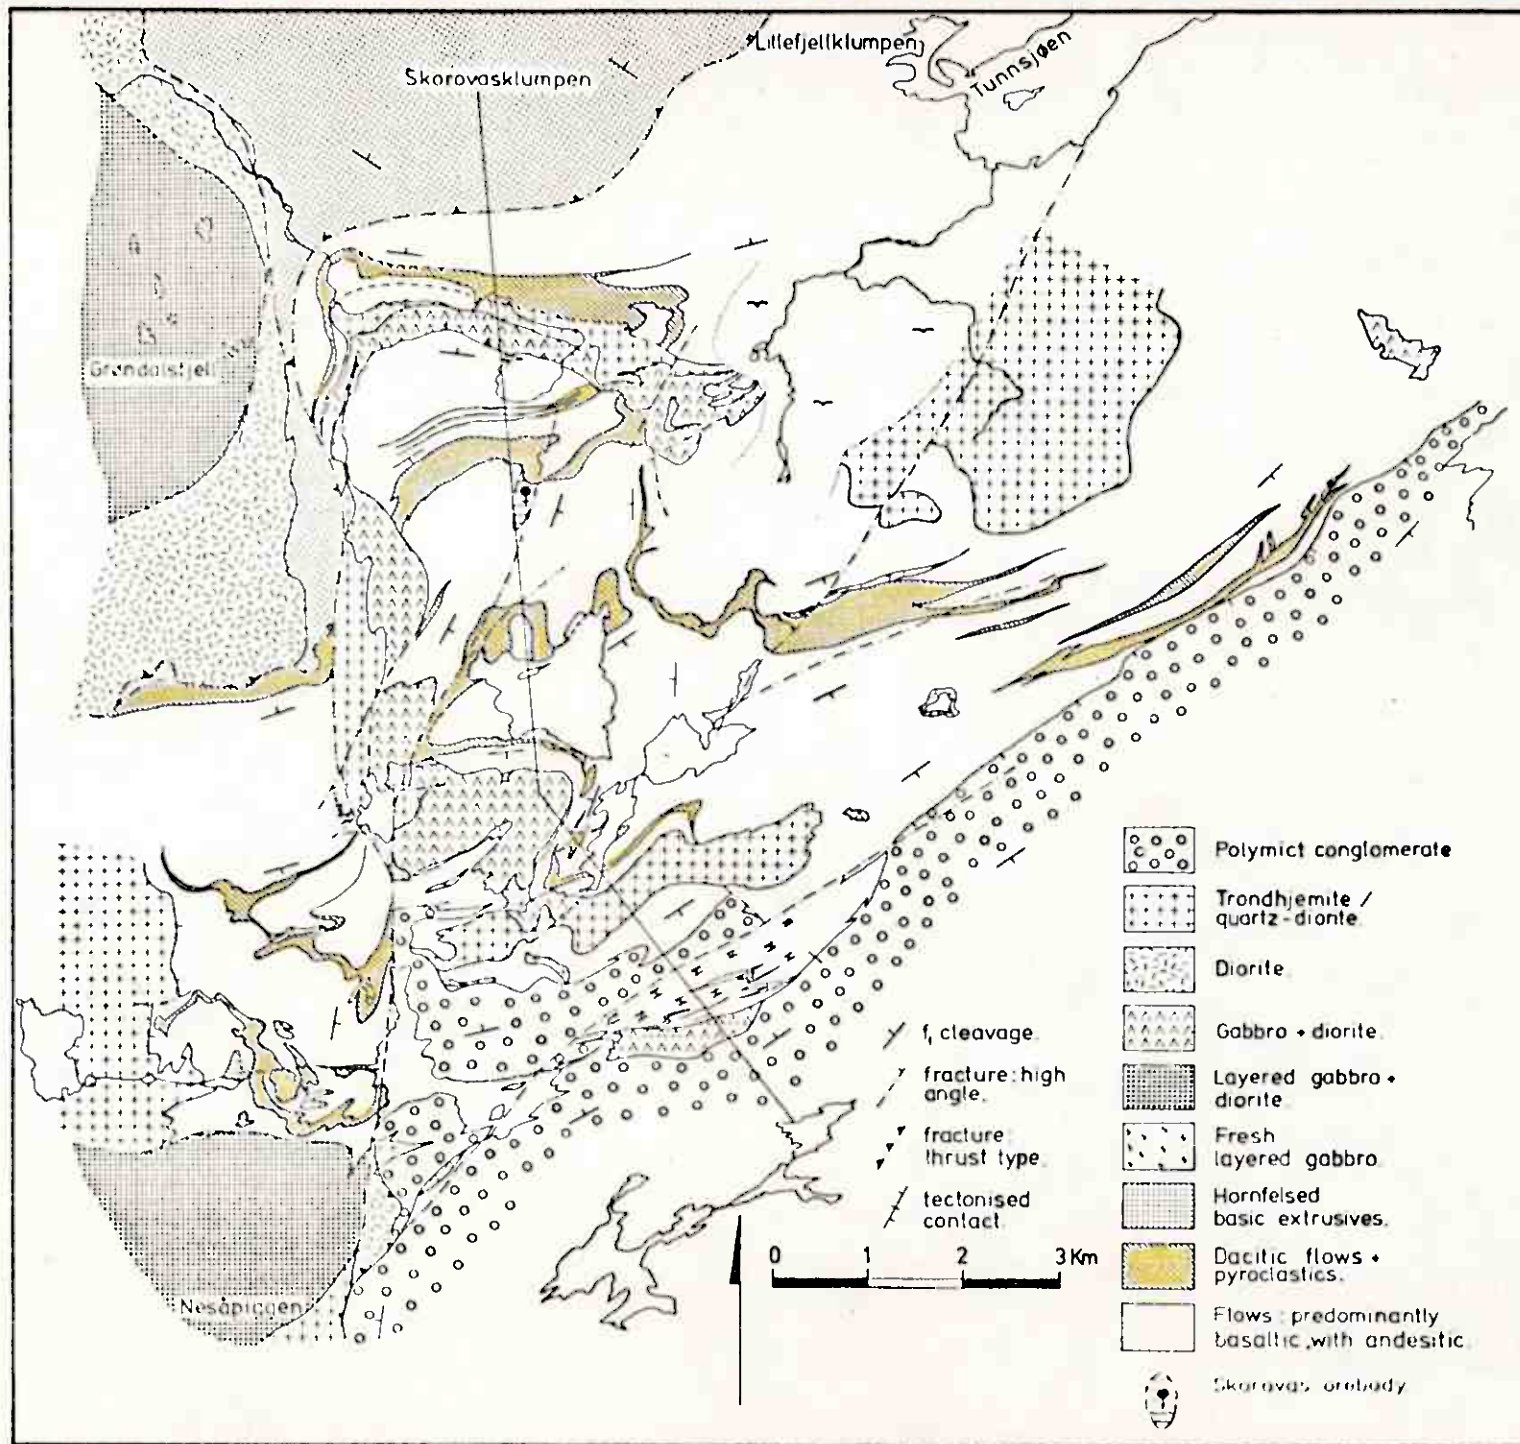 Lillefjellklumpen
Tunnsjøen
Skorovasklumpen
Grøndalsfjell
Nesåpiggen
Polymict conglomerate
Trondhjemite /
quartz-diorite.
Diorite.
Gabbro + diorite.
Layered gabbro +
diorite.
Fresh
layered gabbro.
Hornfelsed
basic extrusives.
Dacitic flows +
pyroclastics.
Flows : predominantly
basaltic, with andesitic.
Skorovas orebody
f₁ cleavage.
fracture: high
angle.
fracture:
thrust type.
tectonised
contact.
0 1 2 3 Km